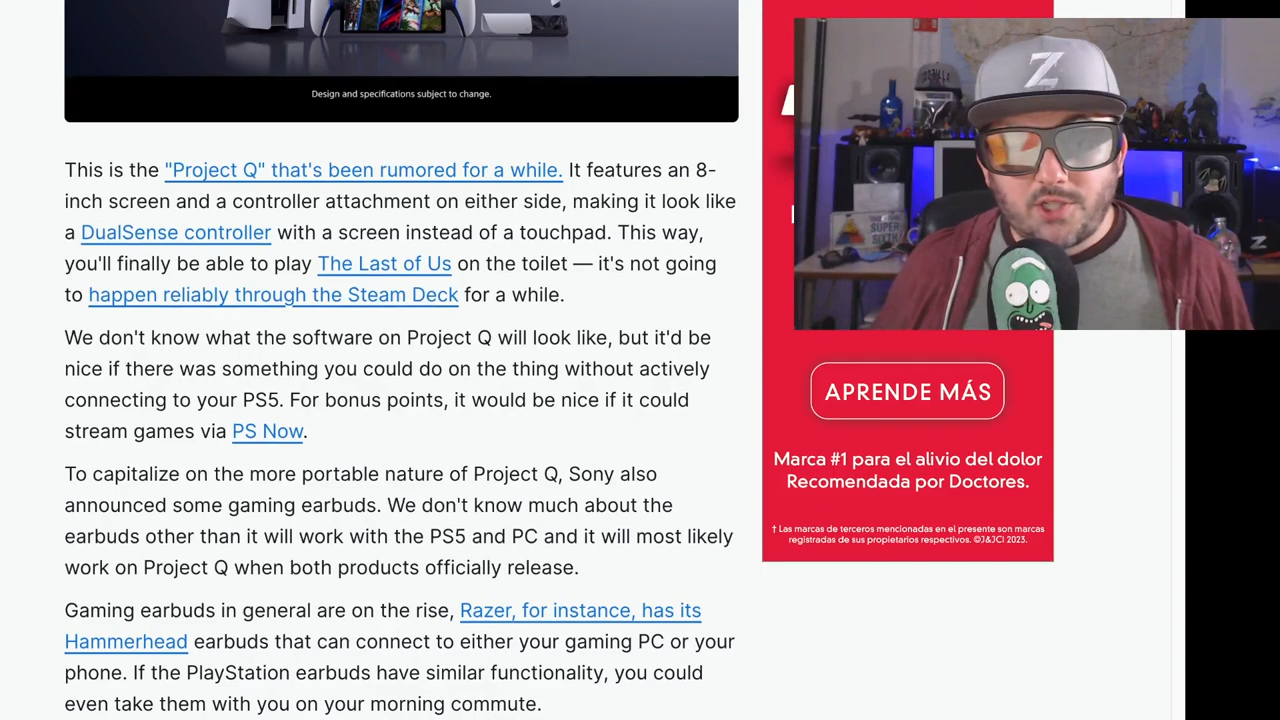 Design and specifications subject to change.
This is the "Project Q" that's been rumored for a while. It features an 8-
inch screen and a controller attachment on either side, making it look like
a DualSense controller with a screen instead of a touchpad. This way,
you'll finally be able to play The Last of Us on the toilet — it's not going
to happen reliably through the Steam Deck for a while.
We don't know what the software on Project Q will look like, but it'd be
nice if there was something you could do on the thing without actively
connecting to your PS5. For bonus points, it would be nice if it could
stream games via PS Now.
To capitalize on the more portable nature of Project Q, Sony also
announced some gaming earbuds. We don't know much about the
earbuds other than it will work with the PS5 and PC and it will most likely
work on Project Q when both products officially release.
Gaming earbuds in general are on the rise, Razer, for instance, has its
Hammerhead earbuds that can connect to either your gaming PC or your
phone. If the PlayStation earbuds have similar functionality, you could
even take them with you on your morning commute.
Z
SUPER
SIXTH
APRENDE MÁS
Marca #1 para el alivio del dolor
Recomendada por Doctores.
† Las marcas de terceros mencionadas en el presente son marcas
registradas de sus propietarios respectivos. ©J&JCI 2023.